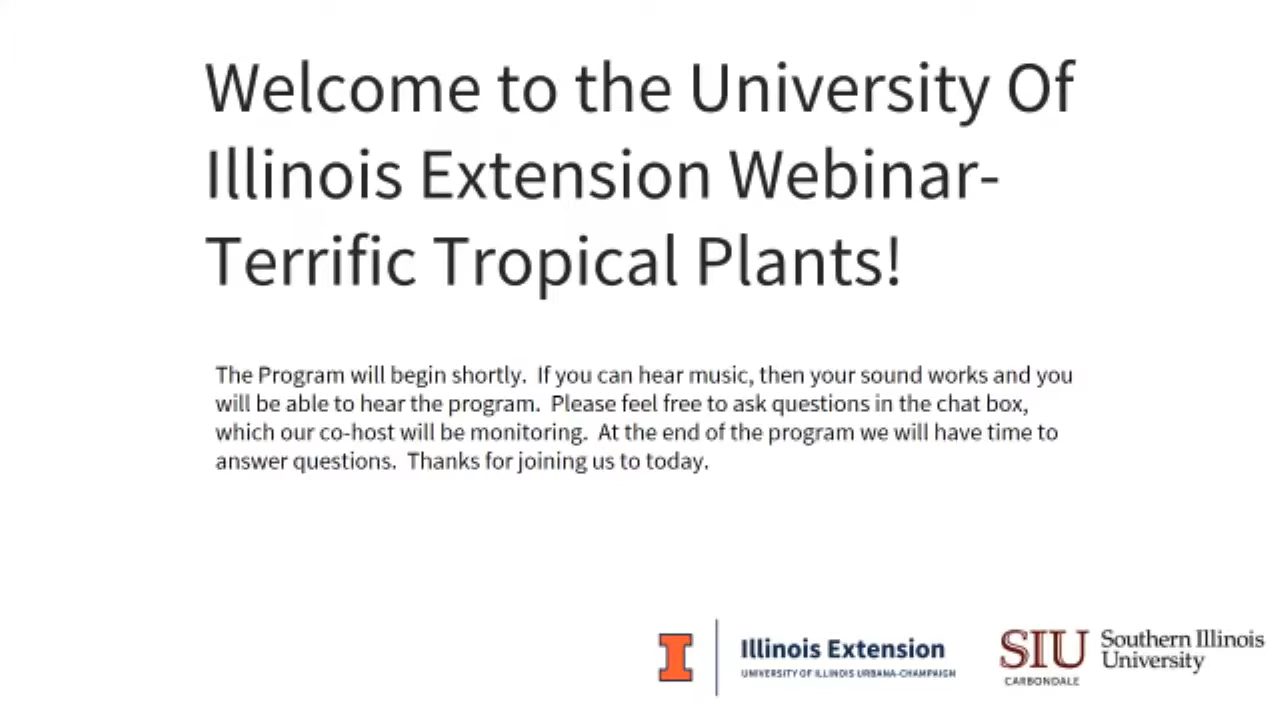 Welcome to the University Of
Illinois Extension Webinar-
Terrific Tropical Plants!
The Program will begin shortly.  If you can hear music, then your sound works and you
will be able to hear the program.  Please feel free to ask questions in the chat box,
which our co-host will be monitoring.  At the end of the program we will have time to
answer questions.  Thanks for joining us to today.
I
Illinois Extension
UNIVERSITY OF ILLINOIS URBANA-CHAMPAIGN
SIU
CARBONDALE
Southern Illinois
University